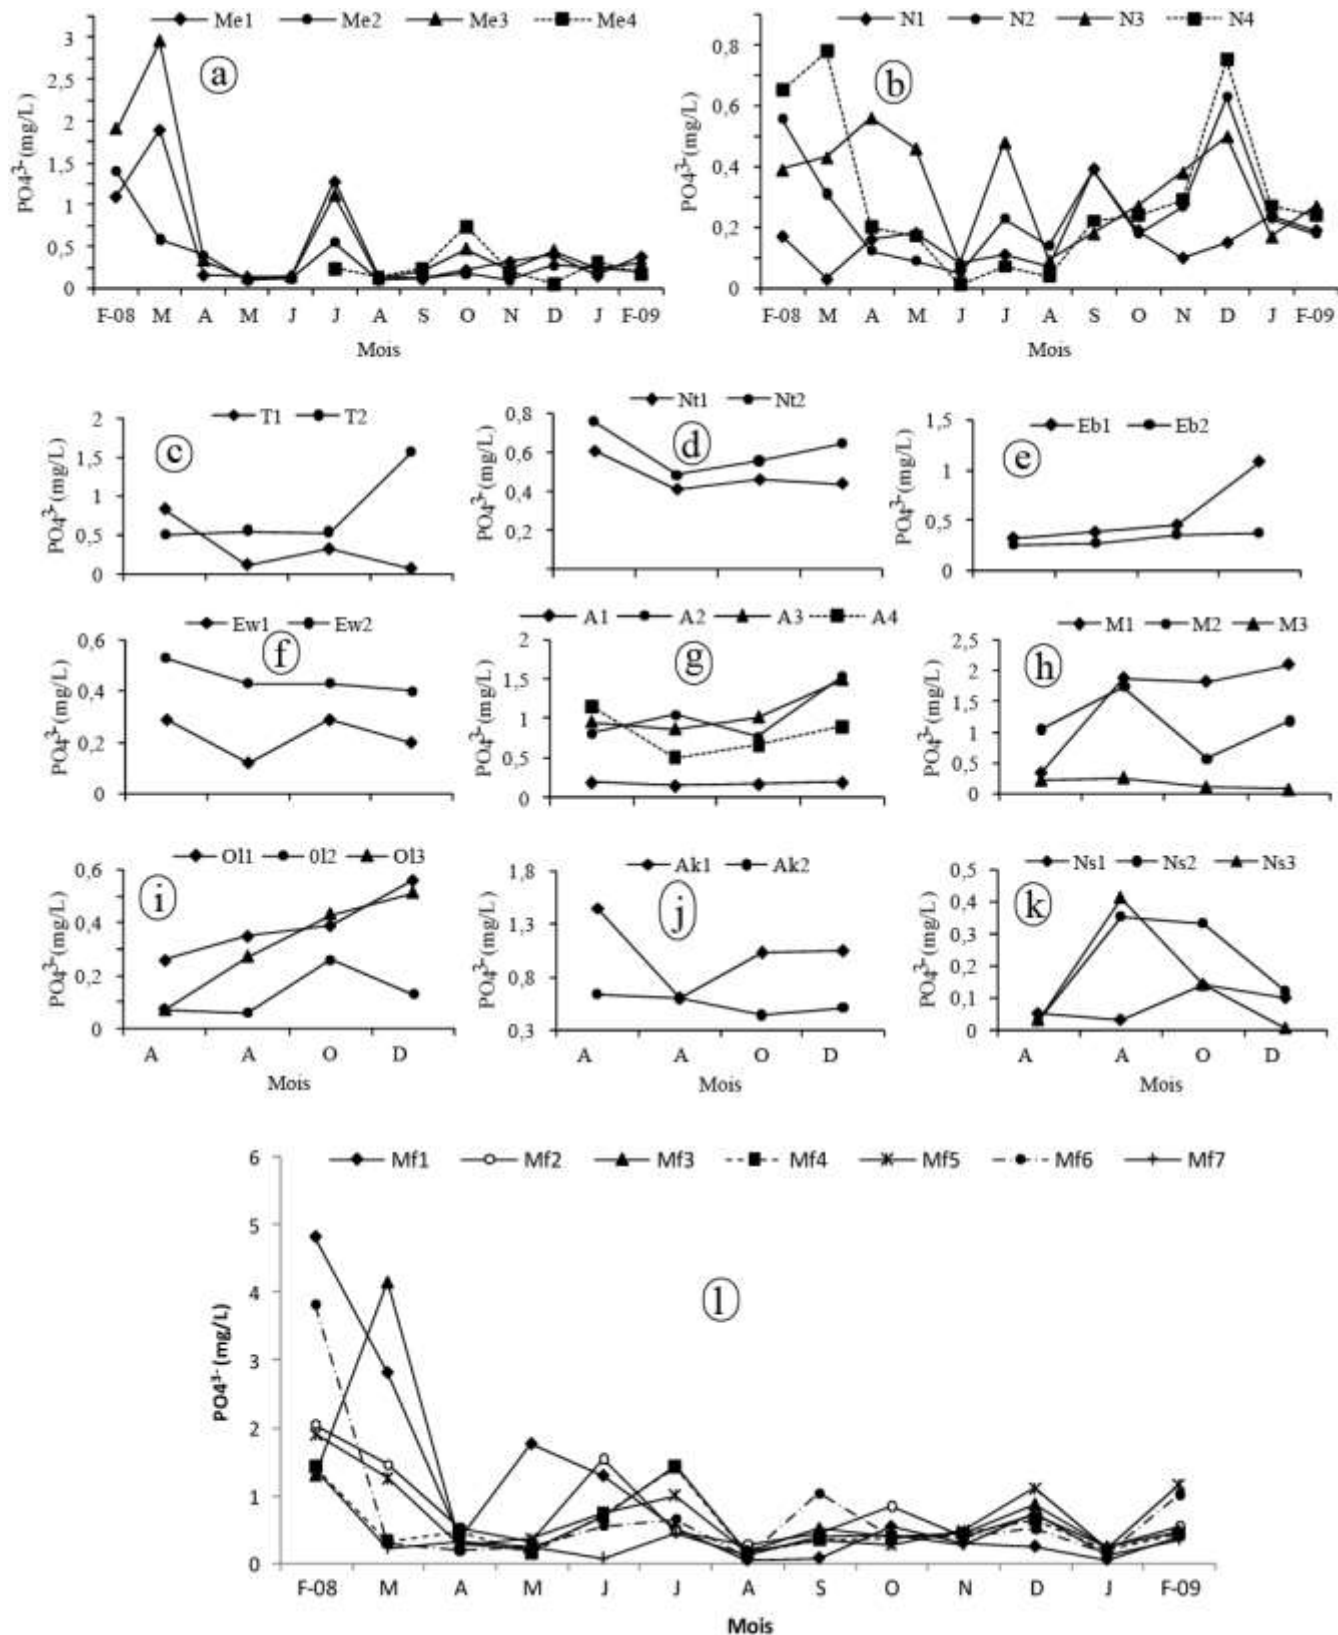 Me1 Me2 Me3 Me4
3
2,5
2
1,5
1
0,5
0
PO4³⁻(mg/L)
a
F-08 M A M J J A S O N D J F-09
Mois
N1 N2 N3 N4
0,8
0,6
0,4
0,2
0
PO4³⁻(mg/L)
b
F-08 M A M J J A S O N D J F-09
Mois
T1 T2
2
1,5
1
0,5
0
PO4³⁻(mg/L)
c
Nt1 Nt2
0,8
0,6
0,4
0,2
PO4³⁻(mg/L)
d
Eb1 Eb2
1,5
1
0,5
0
PO4³⁻(mg/L)
e
Ew1 Ew2
0,6
0,4
0,2
0
PO4³⁻(mg/L)
f
A1 A2 A3 A4
2
1,5
1
0,5
0
PO4³⁻(mg/L)
g
M1 M2 M3
2,5
2
1,5
1
0,5
0
PO4³⁻(mg/L)
h
Ol1 0l2 Ol3
0,6
0,4
0,2
0
PO4³⁻(mg/L)
i
A A O D
Mois
Ak1 Ak2
1,8
1,3
0,8
0,3
PO4³⁻(mg/L)
j
A A O D
Mois
Ns1 Ns2 Ns3
0,5
0,4
0,3
0,2
0,1
0
PO4³⁻(mg/L)
k
A A O D
Mois
Mf1 Mf2 Mf3 Mf4 Mf5 Mf6 Mf7
6
5
4
3
2
1
0
PO4³⁻ (mg/L)
l
F-08 M A M J J A S O N D J F-09
Mois